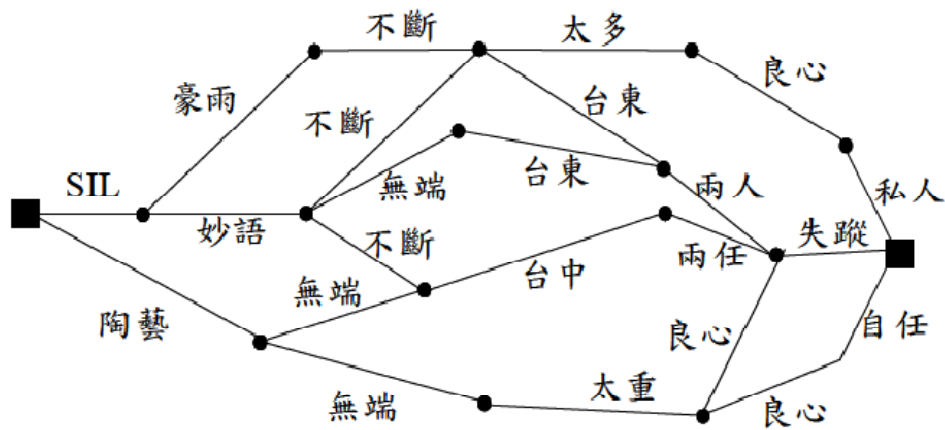 不斷
太多
良心
豪雨
不斷
台東
SIL
無端
台東
兩人
私人
妙語
不斷
台中
兩任
失蹤
無端
陶藝
良心
自任
無端
太重
良心